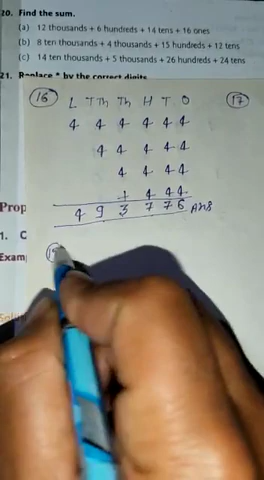 20. Find the sum.
(a) 12 thousands + 6 hundreds + 14 tens + 16 ones
(b) 8 ten thousands + 4 thousands + 15 hundreds + 12 tens
(c) 14 ten thousands + 5 thousands + 26 hundreds + 24 tens
21. Replace * by the correct digits
(16) L T Th Th H T O (17)
4 4 4 4 4 4
4 4 4 4 4
4 4 4 4
+ 4 4 4
4 9 3 7 7 6 Ans
Prop
1. C
Exam